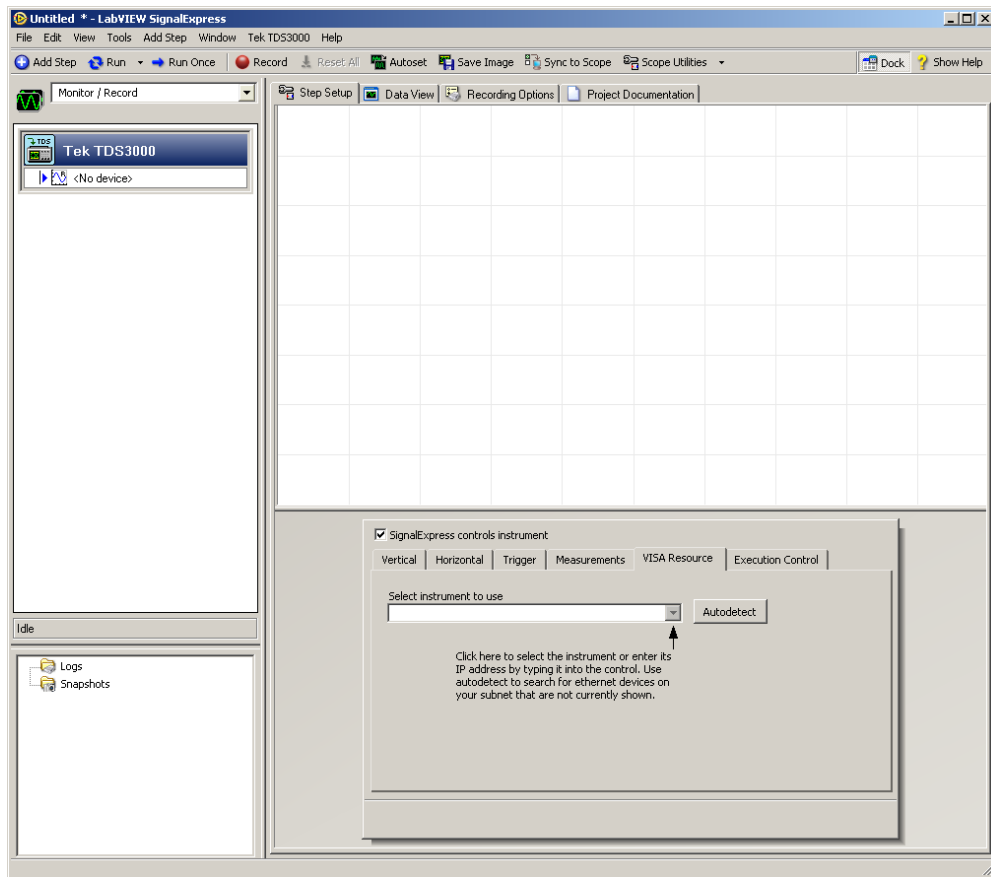 Untitled * - LabVIEW SignalExpress
File Edit View Tools Add Step Window Tek TDS3000 Help
Add Step Run Run Once Record Reset All Autoset Save Image Sync to Scope Scope Utilities Dock Show Help
Monitor / Record
Step Setup Data View Recording Options Project Documentation
TDS
Tek TDS3000
<No device>
SignalExpress controls instrument
Vertical Horizontal Trigger Measurements VISA Resource Execution Control
Select instrument to use
Autodetect
Click here to select the instrument or enter its
IP address by typing it into the control. Use
autodetect to search for ethernet devices on
your subnet that are not currently shown.
Idle
Logs
Snapshots